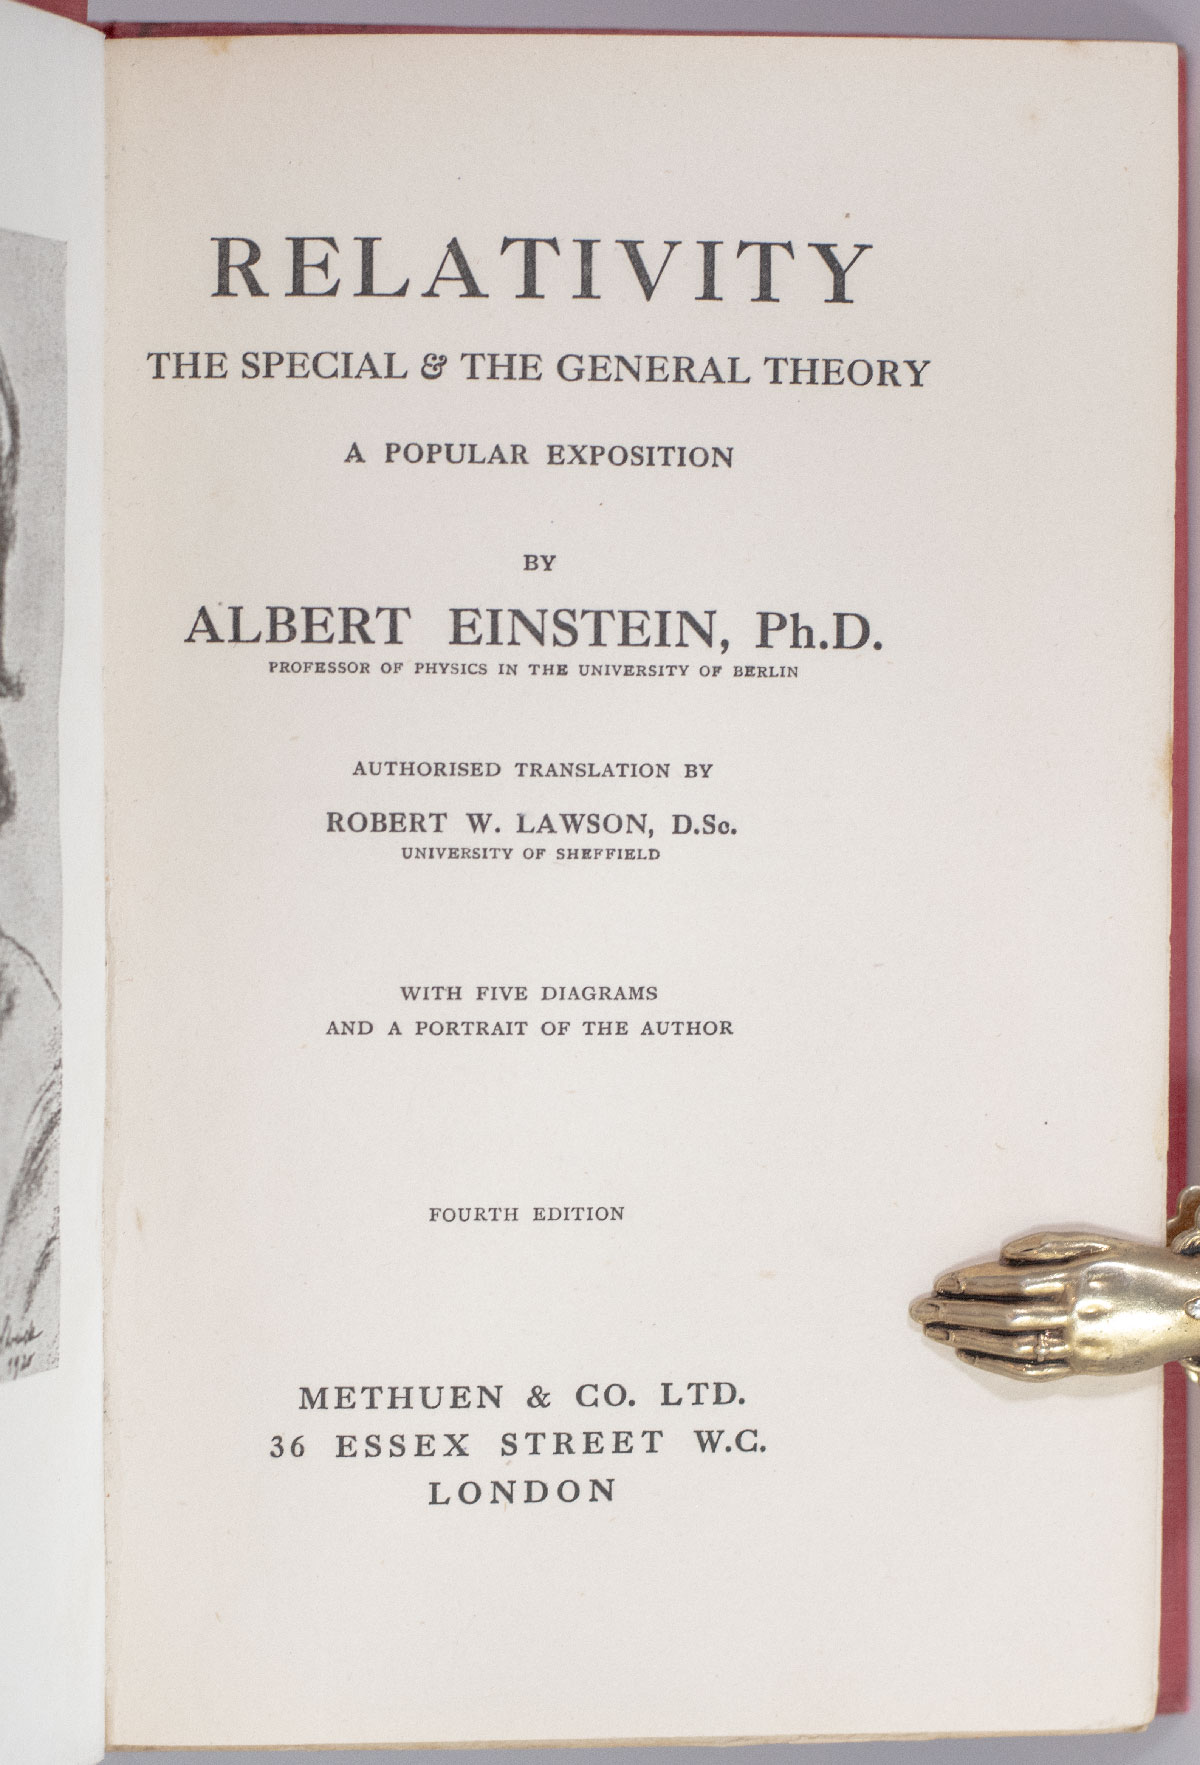 RELATIVITY
THE SPECIAL & THE GENERAL THEORY
A POPULAR EXPOSITION
BY
ALBERT EINSTEIN, Ph.D.
PROFESSOR OF PHYSICS IN THE UNIVERSITY OF BERLIN
AUTHORISED TRANSLATION BY
ROBERT W. LAWSON, D.Sc.
UNIVERSITY OF SHEFFIELD
WITH FIVE DIAGRAMS
AND A PORTRAIT OF THE AUTHOR
FOURTH EDITION
METHUEN & CO. LTD.
36 ESSEX STREET W.C.
LONDON